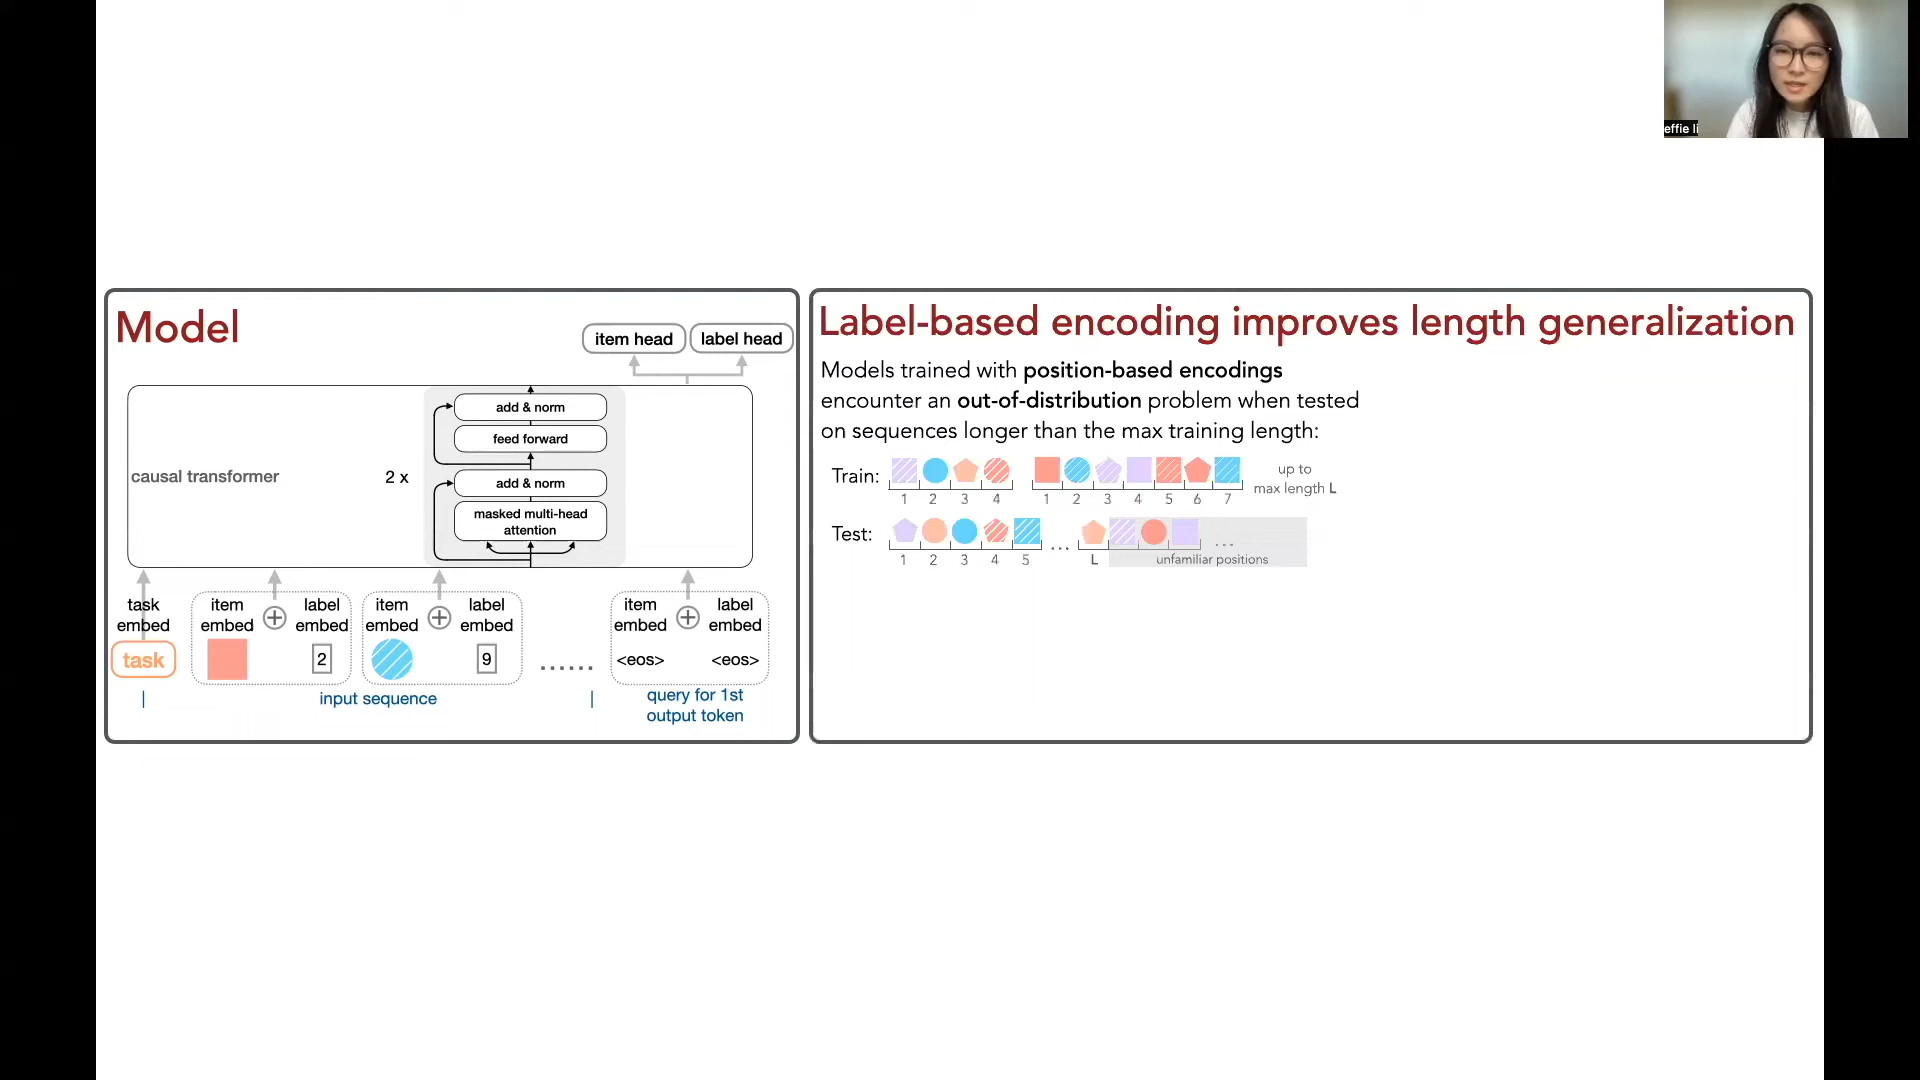 effie li
Model
item head
label head
add & norm
feed forward
causal transformer
2 x
add & norm
masked multi-head
attention
task
embed
item
embed
label
embed
item
embed
label
embed
item
embed
label
embed
task
2
9
......
<eos>
<eos>
input sequence
query for 1st
output token
Label-based encoding improves length generalization
Models trained with position-based encodings
encounter an out-of-distribution problem when tested
on sequences longer than the max training length:
Train:
1 2 3 4
1 2 3 4 5 6 7
up to
max length L
Test:
1 2 3 4 5 ... L ...
unfamiliar positions